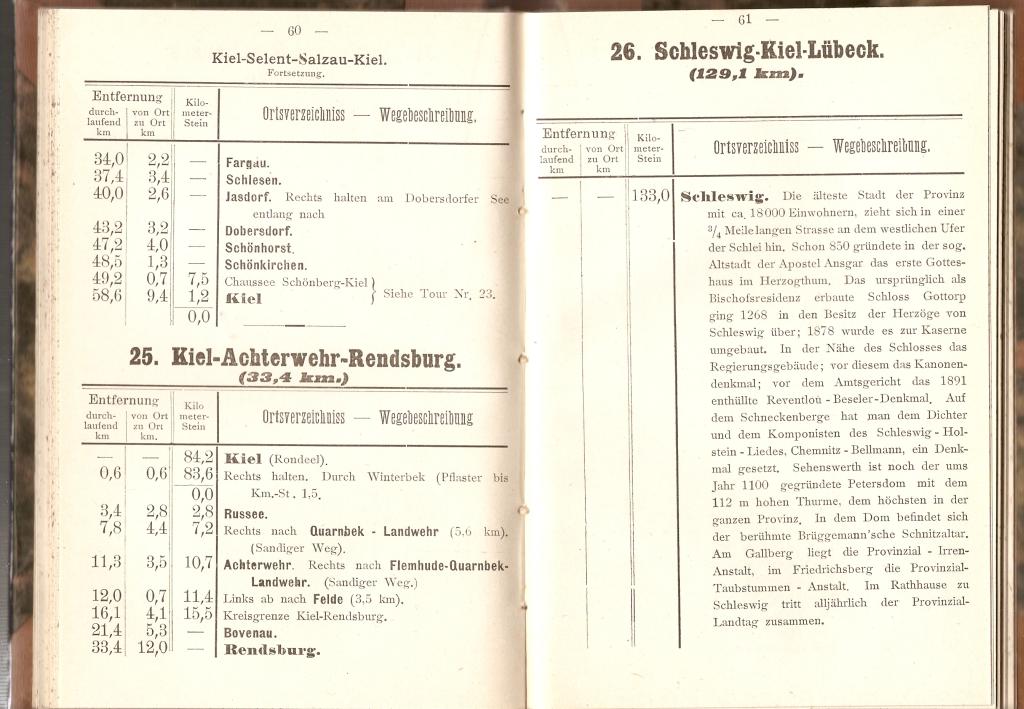 — 60 —
Kiel-Selent-Salzau-Kiel.
Fortsetzung.
Entfernung
durch-laufend km
von Ort zu Ort km
Kilo-meter-Stein
Ortsverzeichniss — Wegebeschreibung.
34,0 2,2 — Fargau.
37,4 3,4 — Schlesen.
40,0 2,6 — Jasdorf. Rechts halten am Dobersdorfer See
entlang nach
43,2 3,2 — Dobersdorf.
47,2 4,0 — Schönhorst.
48,5 1,3 — Schönkirchen.
49,2 0,7 7,5 Chaussee Schönberg-Kiel
58,6 9,4 1,2 Kiel } Siehe Tour Nr. 23.
0,0
25. Kiel-Achterwehr-Rendsburg.
(33,4 km.)
Entfernung
durch-laufend km
von Ort zu Ort km.
Kilo meter-Stein
Ortsverzeichniss — Wegebeschreibung
— — 84,2 Kiel (Rondeel).
0,6 0,6 83,6 Rechts halten. Durch Winterbek (Pflaster bis
0,0 Km.-St. 1,5.
3,4 2,8 2,8 Russee.
7,8 4,4 7,2 Rechts nach Quarnbek - Landwehr (5,6 km).
(Sandiger Weg).
11,3 3,5 10,7 Achterwehr. Rechts nach Flemhude-Quarnbek-
Landwehr. (Sandiger Weg.)
12,0 0,7 11,4 Links ab nach Felde (3,5 km).
16,1 4,1 15,5 Kreisgrenze Kiel-Rendsburg.
21,4 5,3 — Bovenau.
33,4 12,0 — Rendsburg.
— 61 —
26. Schleswig-Kiel-Lübeck.
(129,1 km).
Entfernung
durch-laufend km
von Ort zu Ort km
Kilo-meter-Stein
Ortsverzeichniss — Wegebeschreibung.
— — 133,0 Schleswig. Die älteste Stadt der Provinz
mit ca. 18000 Einwohnern, zieht sich in einer
3/4 Meile langen Strasse an dem westlichen Ufer
der Schlei hin. Schon 850 gründete in der sog.
Altstadt der Apostel Ansgar das erste Gottes-
haus im Herzogthum. Das ursprünglich als
Bischofsresidenz erbaute Schloss Gottorp
ging 1268 in den Besitz der Herzöge von
Schleswig über; 1878 wurde es zur Kaserne
umgebaut. In der Nähe des Schlosses das
Regierungsgebäude; vor diesem das Kanonen-
denkmal; vor dem Amtsgericht das 1891
enthüllte Reventlou - Beseler-Denkmal. Auf
dem Schneckenberge hat man dem Dichter
und dem Komponisten des Schleswig - Hol-
stein - Liedes, Chemnitz - Bellmann, ein Denk-
mal gesetzt. Sehenswerth ist noch der ums
Jahr 1100 gegründete Petersdom mit dem
112 m hohen Thurme, dem höchsten in der
ganzen Provinz. In dem Dom befindet sich
der berühmte Brüggemann'sche Schnitzaltar.
Am Gallberg liegt die Provinzial - Irren-
Anstalt, im Friedrichsberg die Provinzial-
Taubstummen - Anstalt. Im Rathhause zu
Schleswig tritt alljährlich der Provinzial-
Landtag zusammen.